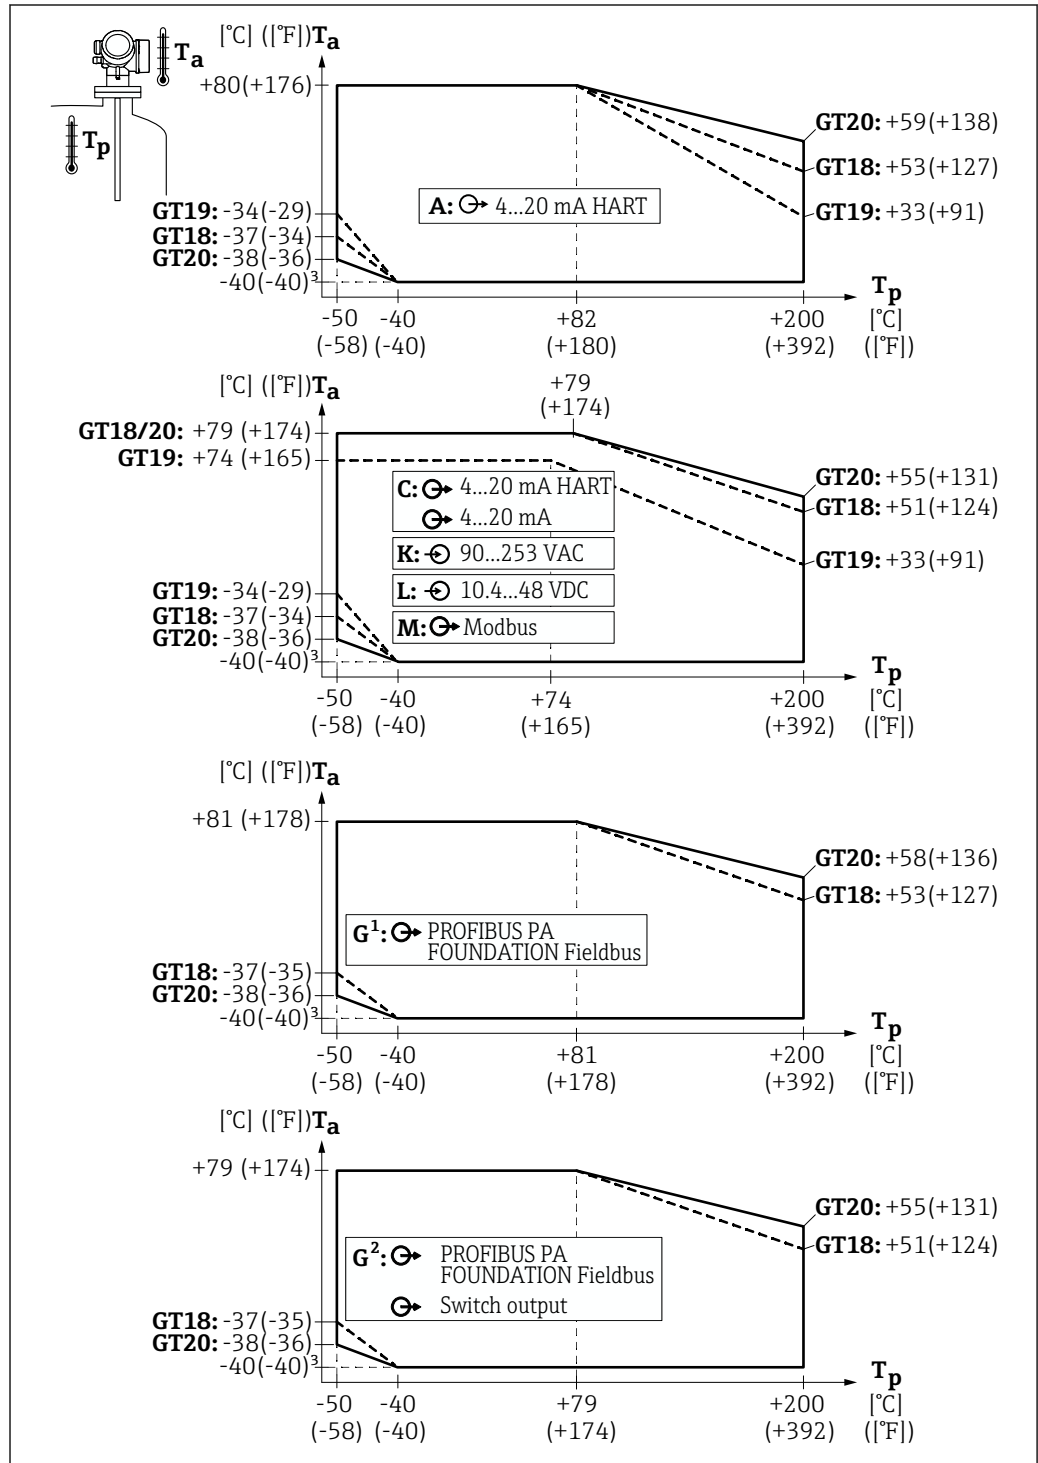 [°C] ([°F]) Ta
Ta
+80(+176)
Tp
GT20: +59(+138)
GT18: +53(+127)
GT19: +33(+91)
A: 4...20 mA HART
GT19: -34(-29)
GT18: -37(-34)
GT20: -38(-36)
-40(-40)³
Tp
-50 -40 +82 +200 [°C]
(-58) (-40) (+180) (+392) ([°F])
[°C] ([°F]) Ta
+79
(+174)
GT18/20: +79 (+174)
GT19: +74 (+165)
GT20: +55(+131)
GT18: +51(+124)
GT19: +33(+91)
C: 4...20 mA HART
4...20 mA
K: 90...253 VAC
L: 10.4...48 VDC
M: Modbus
GT19: -34(-29)
GT18: -37(-34)
GT20: -38(-36)
-40(-40)³
Tp
-50 -40 +74 +200 [°C]
(-58) (-40) (+165) (+392) ([°F])
[°C] ([°F]) Ta
+81 (+178)
GT20: +58(+136)
GT18: +53(+127)
G¹: PROFIBUS PA
FOUNDATION Fieldbus
GT18: -37(-35)
GT20: -38(-36)
-40(-40)³
Tp
-50 -40 +81 +200 [°C]
(-58) (-40) (+178) (+392) ([°F])
[°C] ([°F]) Ta
+79 (+174)
GT20: +55(+131)
GT18: +51(+124)
G²: PROFIBUS PA
FOUNDATION Fieldbus
Switch output
GT18: -37(-35)
GT20: -38(-36)
-40(-40)³
Tp
-50 -40 +79 +200 [°C]
(-58) (-40) (+174) (+392) ([°F])